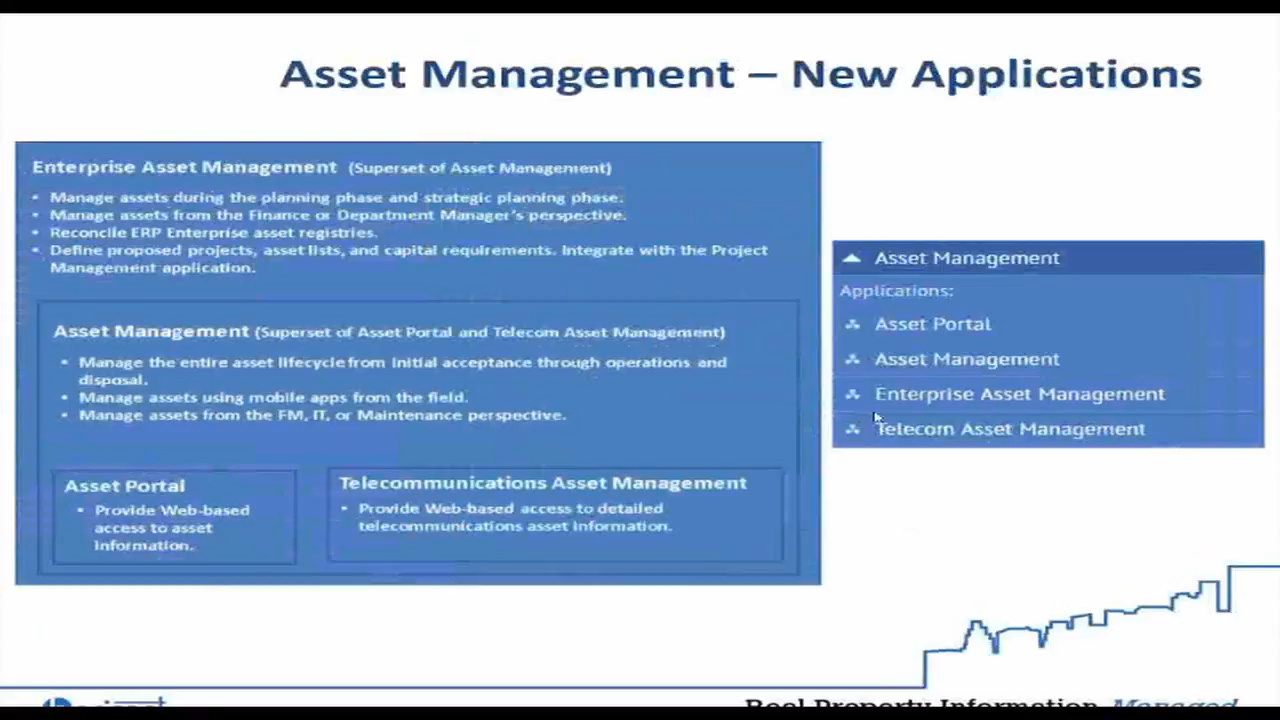 Asset Management – New Applications
Enterprise Asset Management (Superset of Asset Management)
• Manage assets during the planning phase and strategic planning phase.
• Manage assets from the Finance or Department Manager's perspective.
• Reconcile ERP Enterprise asset registries.
• Define proposed projects, asset lists, and capital requirements. Integrate with the Project
Management application.
Asset Management (Superset of Asset Portal and Telecom Asset Management)
• Manage the entire asset lifecycle from initial acceptance through operations and
disposal.
• Manage assets using mobile apps from the field.
• Manage assets from the FM, IT, or Maintenance perspective.
Asset Portal
• Provide Web-based
access to asset
information.
Telecommunications Asset Management
• Provide Web-based access to detailed
telecommunications asset information.
Asset Management
Applications:
Asset Portal
Asset Management
Enterprise Asset Management
Telecom Asset Management
Real Property Information Managed